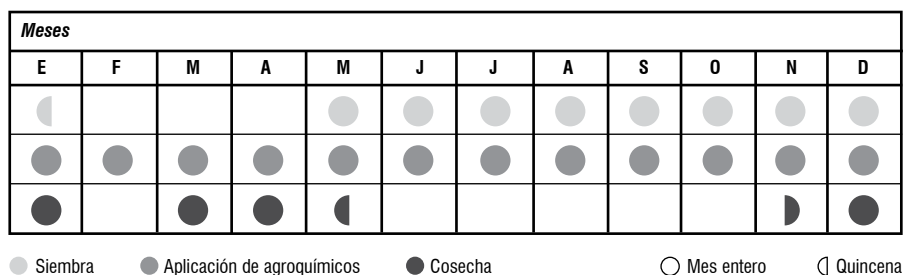 Meses
E F M A M J J A S O N D
Siembra Aplicación de agroquímicos Cosecha Mes entero Quincena